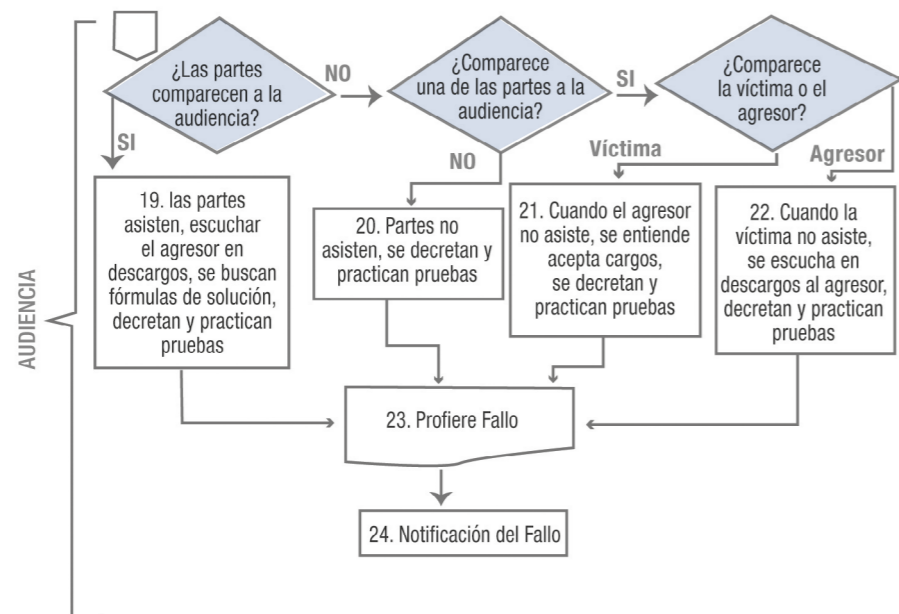 ¿Las partes
comparecen a la
audiencia?
NO
¿Comparece
una de las partes a la
audiencia?
SI
¿Comparece
la víctima o el
agresor?
SI
NO
Víctima
Agresor
19. las partes
asisten, escuchar
el agresor en
descargos, se buscan
fórmulas de solución,
decretan y practican
pruebas
20. Partes no
asisten, se decretan y
practican pruebas
21. Cuando el agresor
no asiste, se entiende
acepta cargos,
se decretan y
practican pruebas
22. Cuando la
víctima no asiste,
se escucha en
descargos al agresor,
decretan y practican
pruebas
AUDIENCIA
23. Profiere Fallo
24. Notificación del Fallo